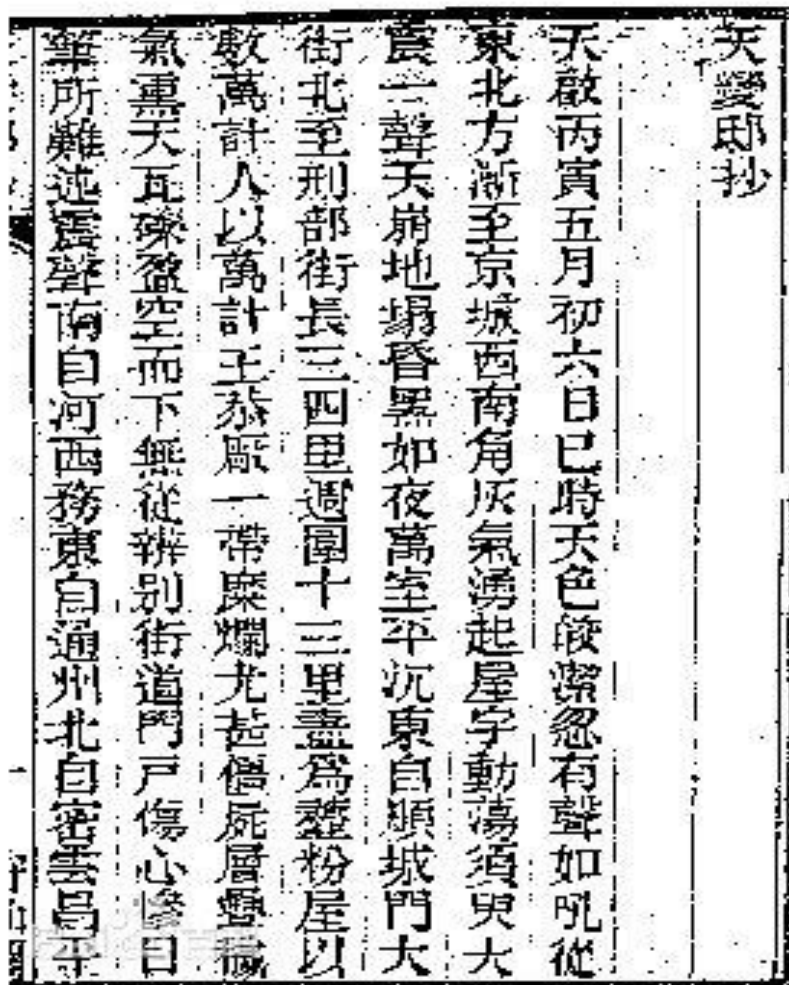 天變邸抄
天啟丙寅五月初六日巳時天色皎潔忽有聲如吼從
東北方漸至京城西南角灰氣湧起屋宇動蕩須臾大
震一聲天崩地塌昏黑如夜萬室平沉東自順城門大
街北至刑部街長三四里週圍十三里盡為虀粉屋以
數萬計人以萬計王恭厰一帶糜爛尤甚僵屍層疊穢
氣熏天瓦礫盈空而下無從辨別街道門戶傷心慘目
筆所難述震聲南自河西務東自通州北自密雲昌平